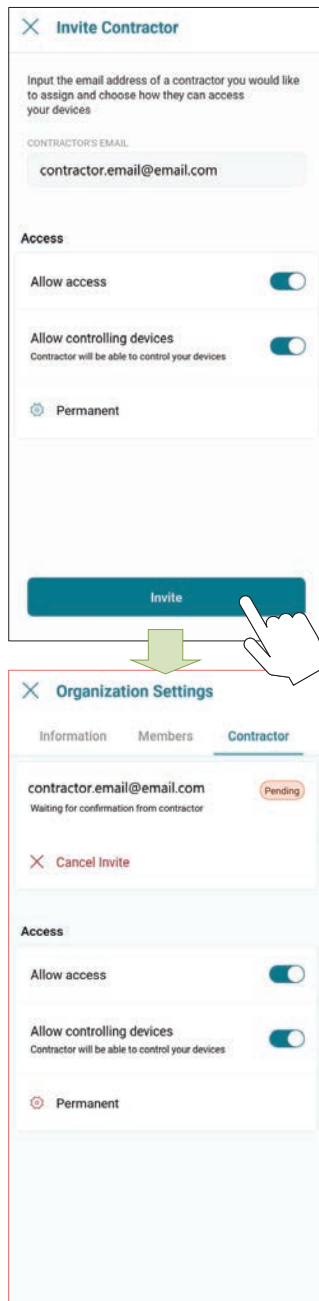 Invite Contractor
Input the email address of a contractor you would like
to assign and choose how they can access
your devices
CONTRACTOR'S EMAIL
contractor.email@email.com
Access
Allow access
Allow controlling devices
Contractor will be able to control your devices
Permanent
Invite
Organization Settings
Information Members Contractor
contractor.email@email.com Pending
Waiting for confirmation from contractor
Cancel Invite
Access
Allow access
Allow controlling devices
Contractor will be able to control your devices
Permanent